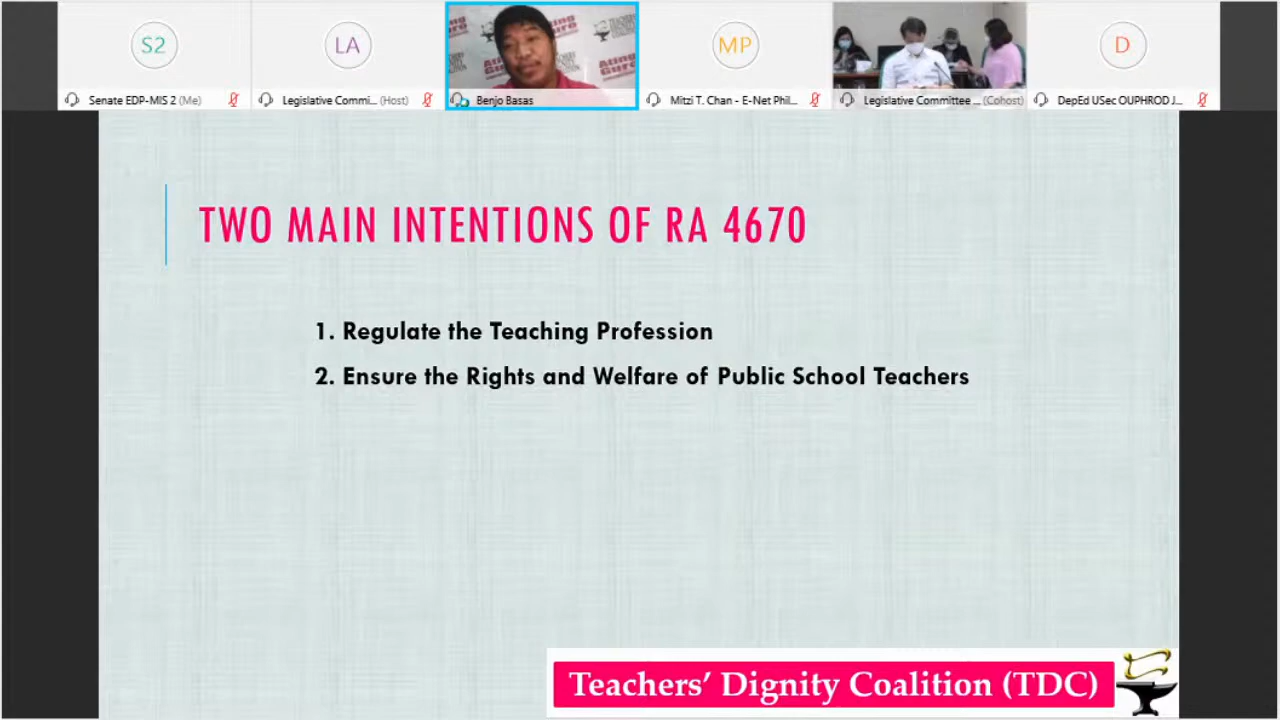 S2
LA
MP
D
Senate EDP-MIS 2 (Me)
Legislative Commi... (Host)
Benjo Basas
Mitzi T. Chan - E-Net Phil...
Legislative Committee ... (Cohost)
DepEd USec OUPHROD J...
TWO MAIN INTENTIONS OF RA 4670
1. Regulate the Teaching Profession
2. Ensure the Rights and Welfare of Public School Teachers
Teachers’ Dignity Coalition (TDC)